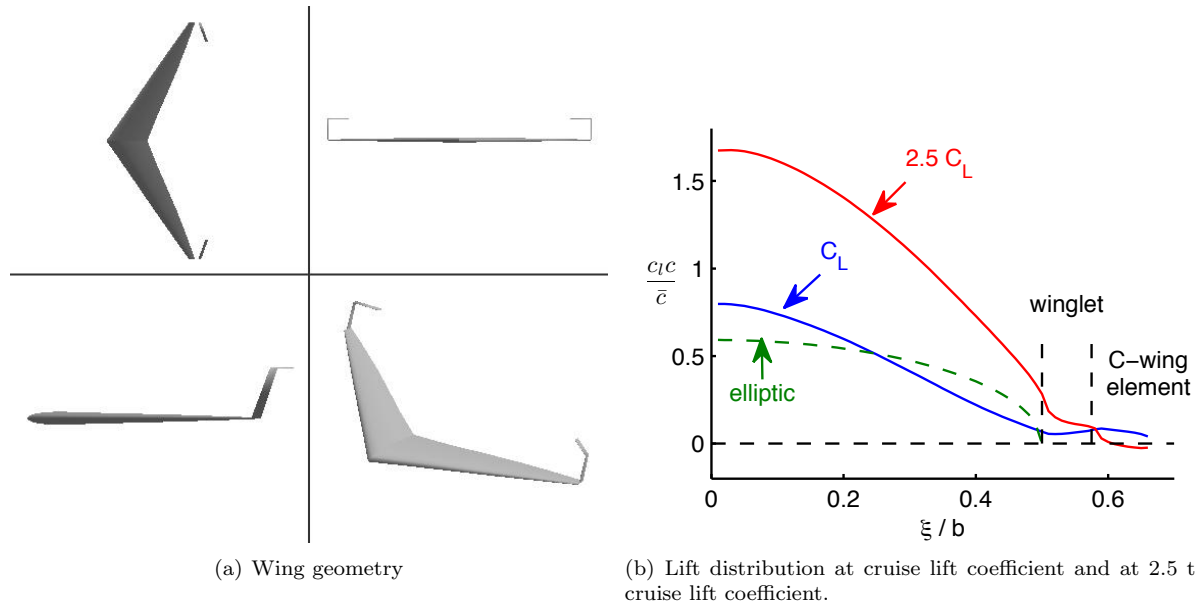 2.5 C_L
1.5
C_L
c_l c
1
c̄
winglet
C−wing
element
0.5
elliptic
0
0 0.2 0.4 0.6
ξ / b
(a) Wing geometry
(b) Lift distribution at cruise lift coefficient and at 2.5 t
cruise lift coefficient.